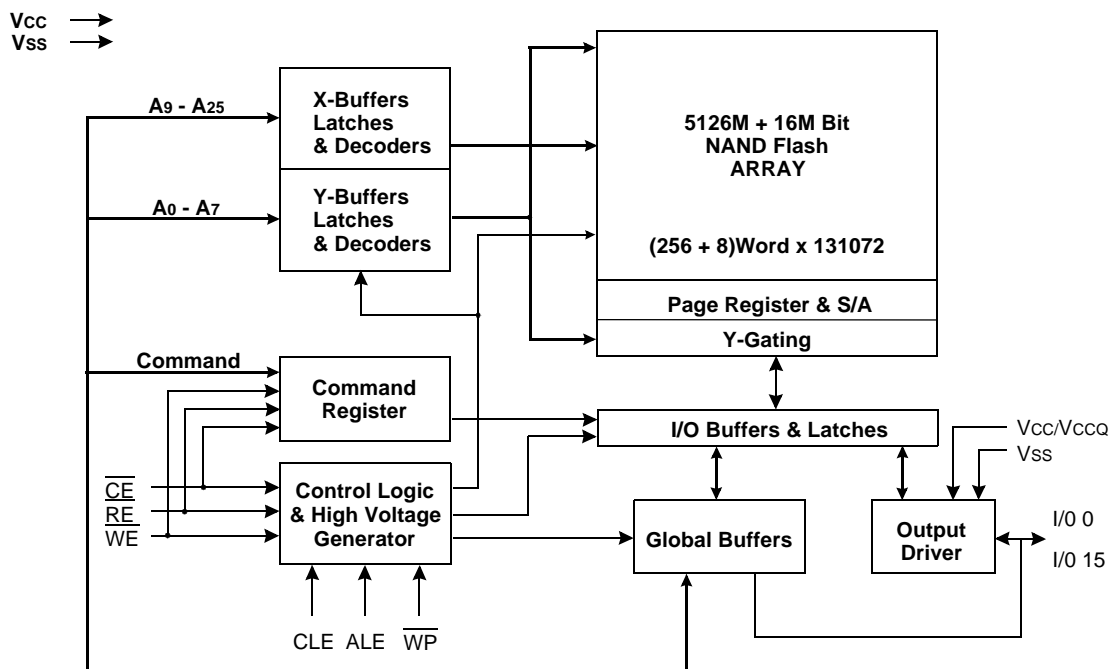 VCC
VSS
A9 - A25
X-Buffers
Latches
& Decoders
A0 - A7
Y-Buffers
Latches
& Decoders
5126M + 16M Bit
NAND Flash
ARRAY
(256 + 8)Word x 131072
Page Register & S/A
Y-Gating
Command
Command
Register
I/O Buffers & Latches
VCC/VCCQ
VSS
CE
RE
WE
Control Logic
& High Voltage
Generator
Global Buffers
Output
Driver
I/0 0
I/0 15
CLE ALE WP